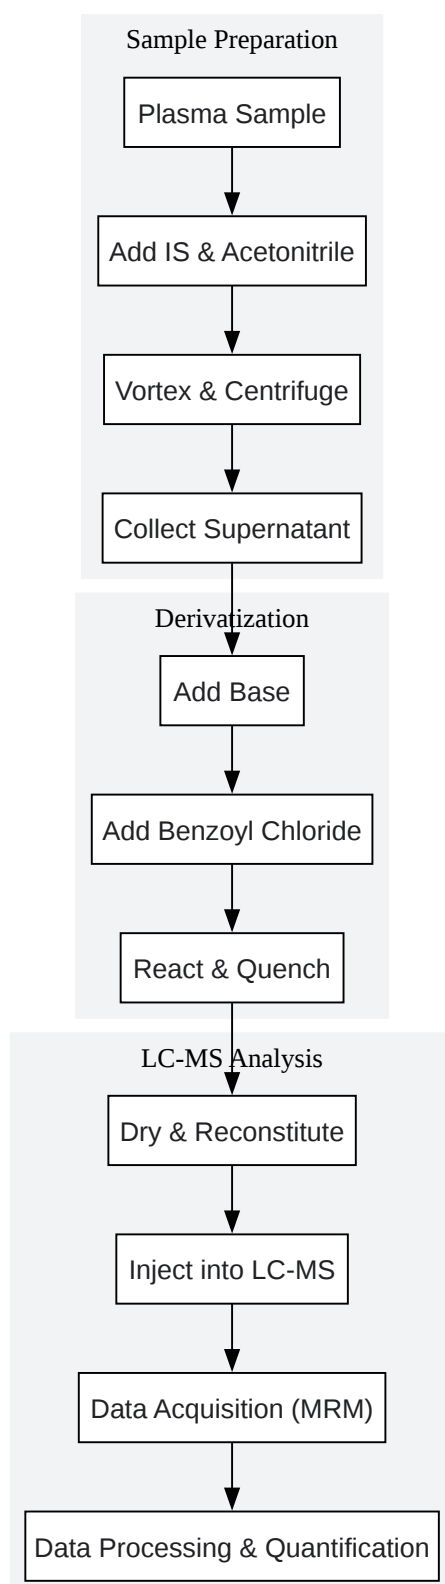 Sample Preparation
Plasma Sample
Add IS & Acetonitrile
Vortex & Centrifuge
Collect Supernatant
Derivatization
Add Base
Add Benzoyl Chloride
React & Quench
LC-MS Analysis
Dry & Reconstitute
Inject into LC-MS
Data Acquisition (MRM)
Data Processing & Quantification